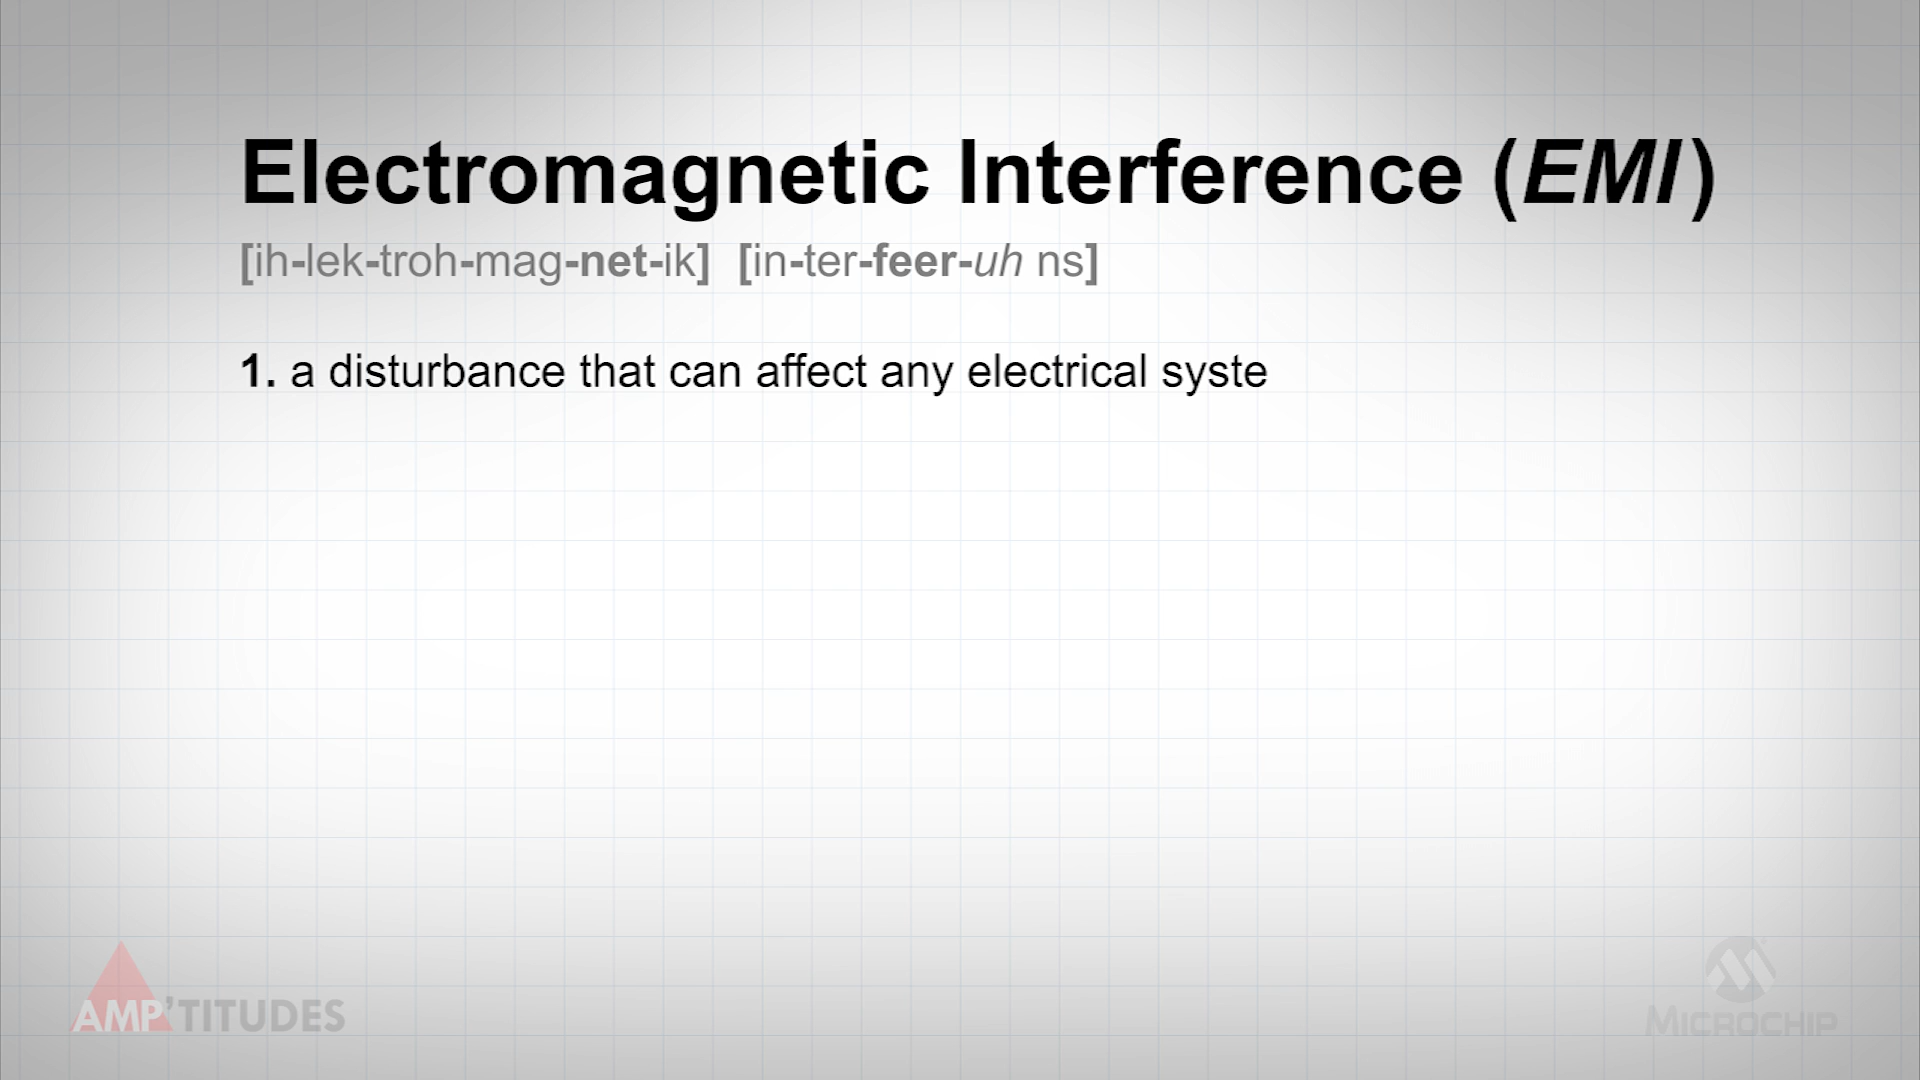 Electromagnetic Interference (EMI)
[ih-lek-troh-mag-net-ik] [in-ter-feer-uh ns]
1. a disturbance that can affect any electrical syste
AMP'TITUDES
MICROCHIP